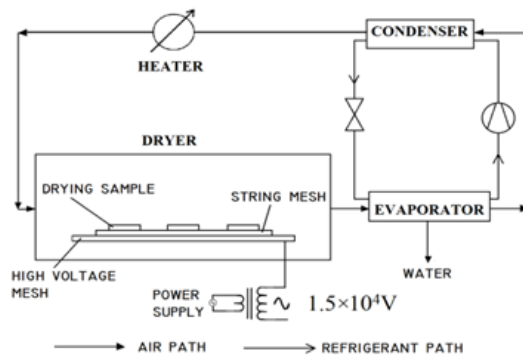 CONDENSER
HEATER
DRYER
DRYING SAMPLE
STRING MESH
EVAPORATOR
HIGH VOLTAGE
MESH
WATER
POWER
SUPPLY
1.5×10⁴V
AIR PATH
REFRIGERANT PATH